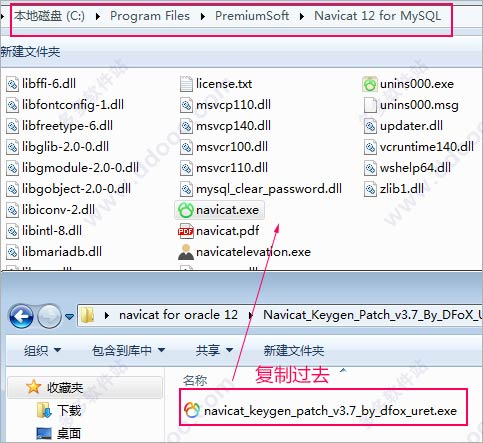 本地磁盘 (C:) Program Files PremiumSoft Navicat 12 for MySQL
新建文件夹
libffi-6.dll license.txt unins000.exe
libfontconfig-1.dll msvcp110.dll unins000.msg
libfreetype-6.dll msvcp140.dll updater.dll
libglib-2.0-0.dll msvcr100.dll vcruntime140.dll
libgmodule-2.0-0.dll msvcr110.dll wshelp64.dll
libgobject-2.0-0.dll mysql_clear_password.dll zlib1.dll
libiconv-2.dll navicat.exe
libintl-8.dll navicat.pdf
libmariadb.dll navicatelevation.exe
navicat for oracle 12 Navicat_Keygen_Patch_v3.7_By_DFoX_U
组织 包含到库中 共享 新建文件夹
复制过去
收藏夹 名称
下载 navicat_keygen_patch_v3.7_by_dfox_uret.exe
桌面